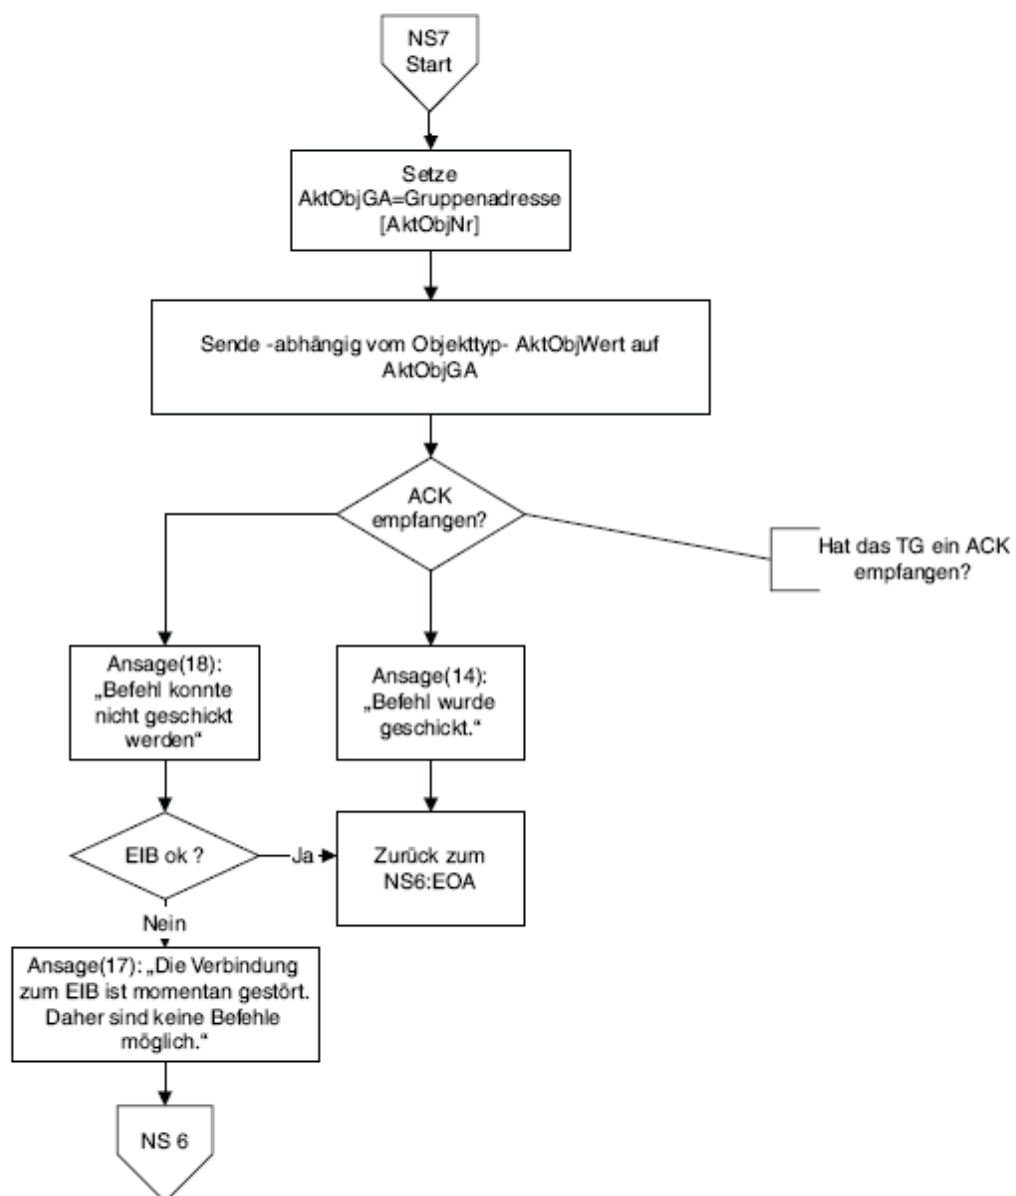 NS7
Start
Setze
AktObjGA=Gruppenadresse
[AktObjNr]
Sende -abhängig vom Objekttyp- AktObjWert auf
AktObjGA
ACK
empfangen?
Hat das TG ein ACK
empfangen?
Ansage(18):
„Befehl konnte
nicht geschickt
werden“
Ansage(14):
„Befehl wurde
geschickt.“
EIB ok ?
Ja
Zurück zum
NS6:EOA
Nein
Ansage(17): „Die Verbindung
zum EIB ist momentan gestört.
Daher sind keine Befehle
möglich.“
NS 6